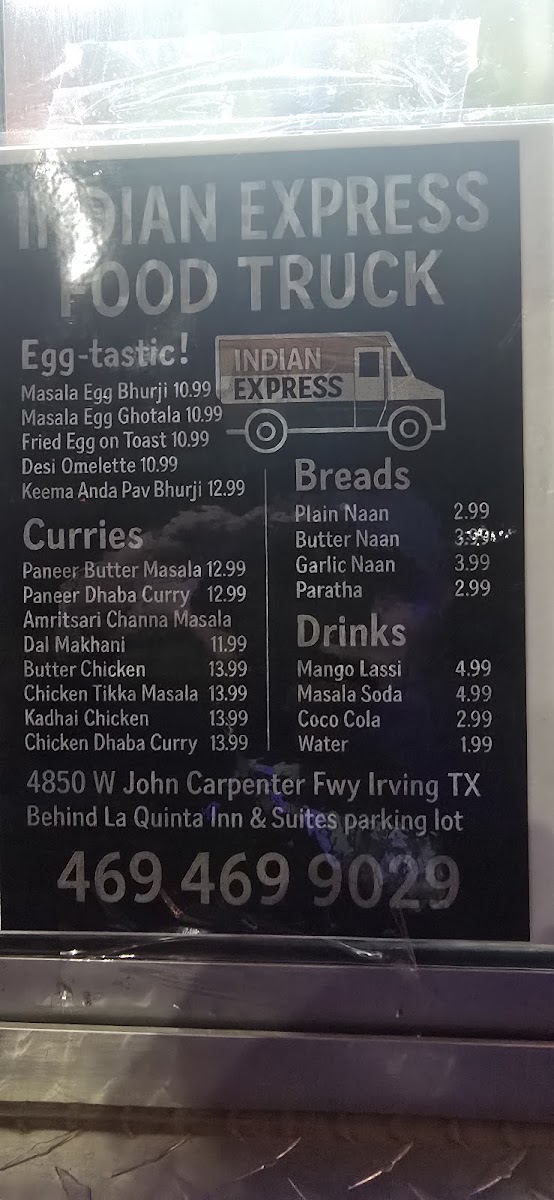 INDIAN EXPRESS
FOOD TRUCK
Egg-tastic!
Masala Egg Bhurji 10.99
Masala Egg Ghotala 10.99
Fried Egg on Toast 10.99
Desi Omelette 10.99
Keema Anda Pav Bhurji 12.99
INDIAN
EXPRESS
Curries
Paneer Butter Masala 12.99
Paneer Dhaba Curry 12.99
Amritsari Channa Masala
Dal Makhani 11.99
Butter Chicken 13.99
Chicken Tikka Masala 13.99
Kadhai Chicken 13.99
Chicken Dhaba Curry 13.99
Breads
Plain Naan 2.99
Butter Naan 3.99
Garlic Naan 3.99
Paratha 2.99
Drinks
Mango Lassi 4.99
Masala Soda 4.99
Coco Cola 2.99
Water 1.99
4850 W John Carpenter Fwy Irving TX
Behind La Quinta Inn & Suites parking lot
469 469 9029